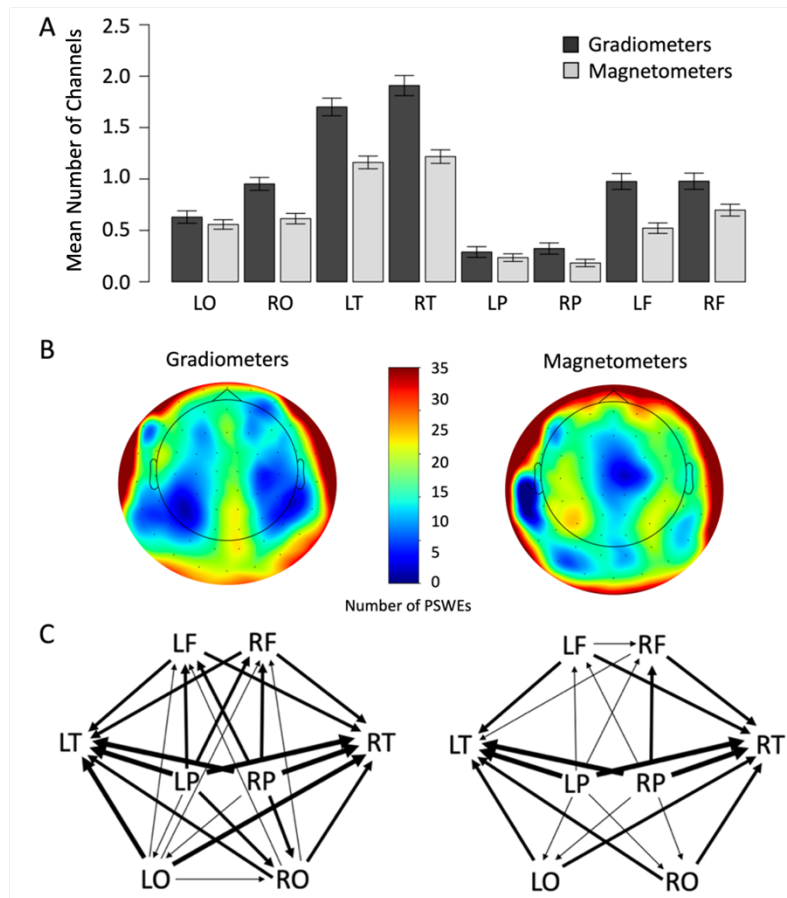 A
Mean Number of Channels
2.5
2.0
1.5
1.0
0.5
0.0
Gradiometers
Magnetometers
LO RO LT RT LP RP LF RF
B
Gradiometers
Magnetometers
35
30
25
20
15
10
5
0
Number of PSWEs
C
LF RF
LT RT
LP RP
LO RO
LF RF
LT RT
LP RP
LO RO